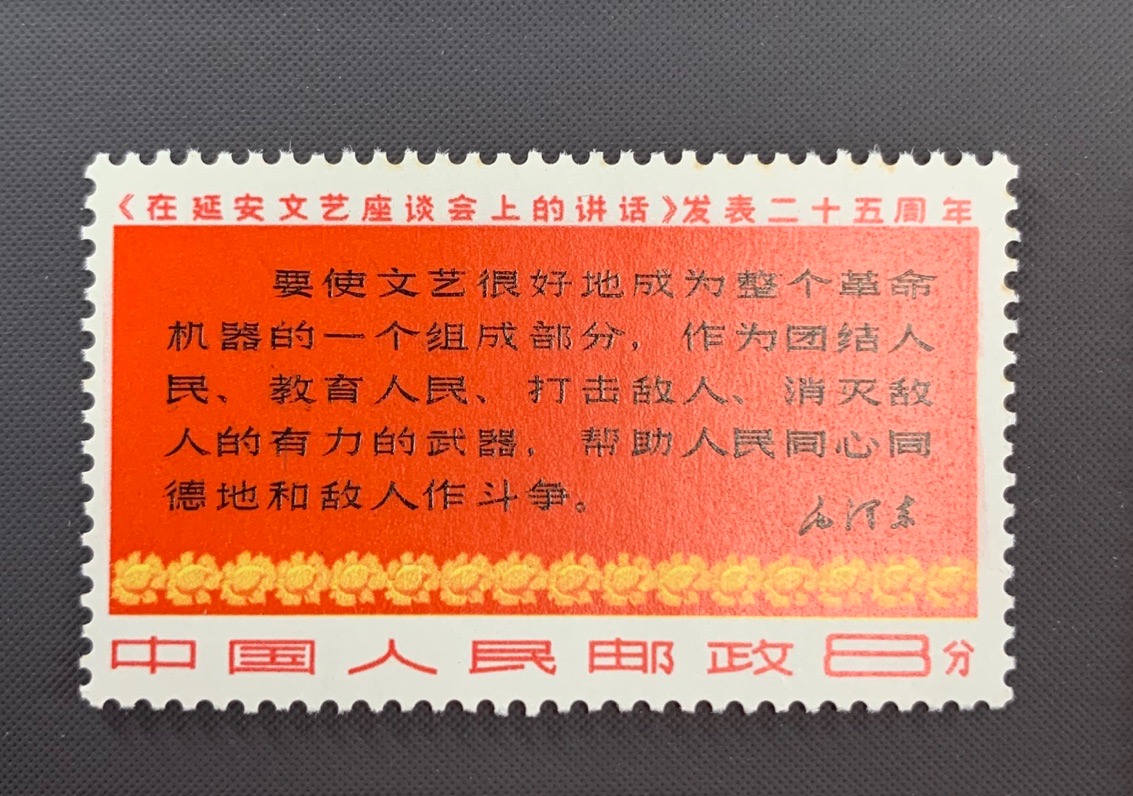 《在延安文艺座谈会上的讲话》发表二十五周年
要使文艺很好地成为整个革命
机器的一个组成部分，作为团结人
民、教育人民、打击敌人、消灭敌
人的有力的武器，帮助人民同心同
德地和敌人作斗争。
毛泽东
中国人民邮政8分